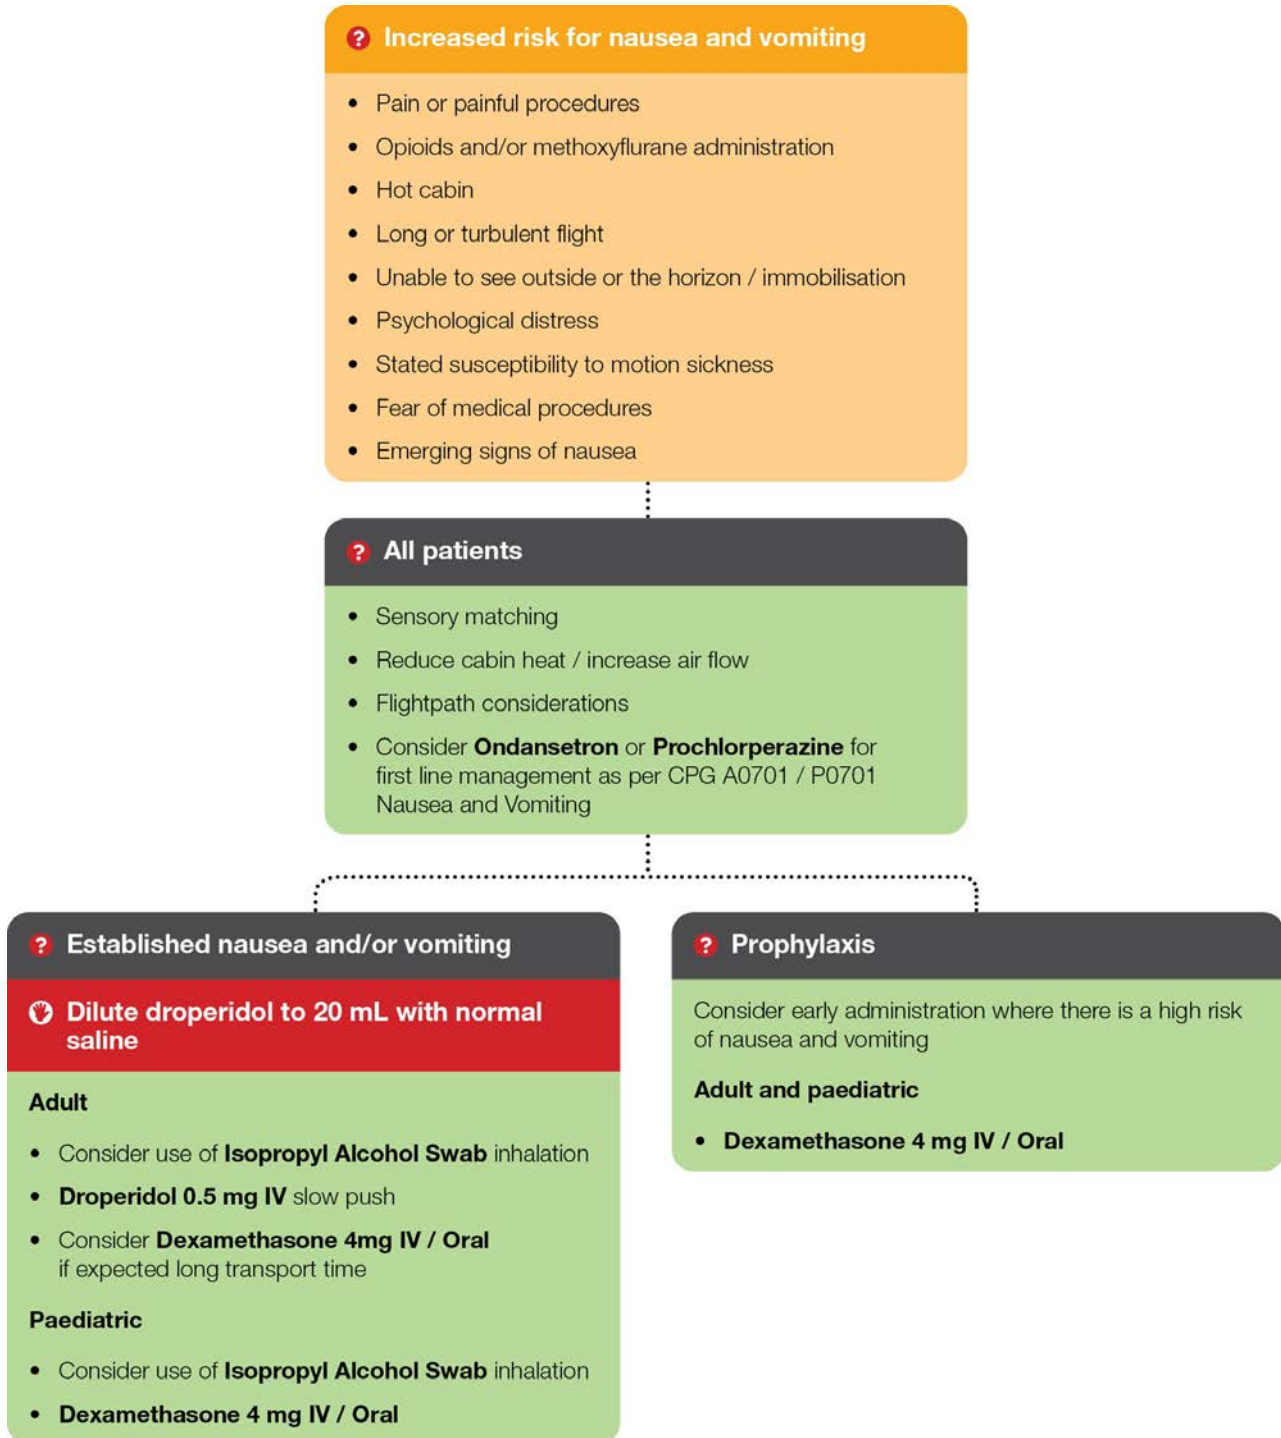 Increased risk for nausea and vomiting
• Pain or painful procedures
• Opioids and/or methoxyflurane administration
• Hot cabin
• Long or turbulent flight
• Unable to see outside or the horizon / immobilisation
• Psychological distress
• Stated susceptibility to motion sickness
• Fear of medical procedures
• Emerging signs of nausea
All patients
• Sensory matching
• Reduce cabin heat / increase air flow
• Flightpath considerations
• Consider Ondansetron or Prochlorperazine for
first line management as per CPG A0701 / P0701
Nausea and Vomiting
Established nausea and/or vomiting
Dilute droperidol to 20 mL with normal
saline
Adult
• Consider use of Isopropyl Alcohol Swab inhalation
• Droperidol 0.5 mg IV slow push
• Consider Dexamethasone 4mg IV / Oral
if expected long transport time
Paediatric
• Consider use of Isopropyl Alcohol Swab inhalation
• Dexamethasone 4 mg IV / Oral
Prophylaxis
Consider early administration where there is a high risk
of nausea and vomiting
Adult and paediatric
• Dexamethasone 4 mg IV / Oral